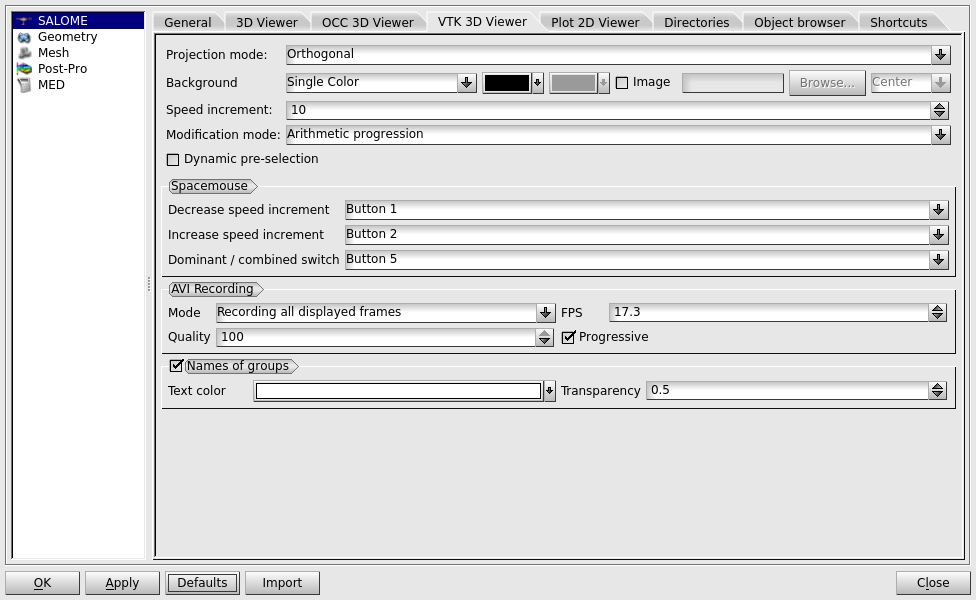 SALOME
Geometry
Mesh
Post-Pro
MED
General 3D Viewer OCC 3D Viewer VTK 3D Viewer Plot 2D Viewer Directories Object browser Shortcuts
Projection mode: Orthogonal
Background Single Color Image Browse... Center
Speed increment: 10
Modification mode: Arithmetic progression
Dynamic pre-selection
Spacemouse
Decrease speed increment Button 1
Increase speed increment Button 2
Dominant / combined switch Button 5
AVI Recording
Mode Recording all displayed frames FPS 17.3
Quality 100 Progressive
Names of groups
Text color Transparency 0.5
OK Apply Defaults Import Close